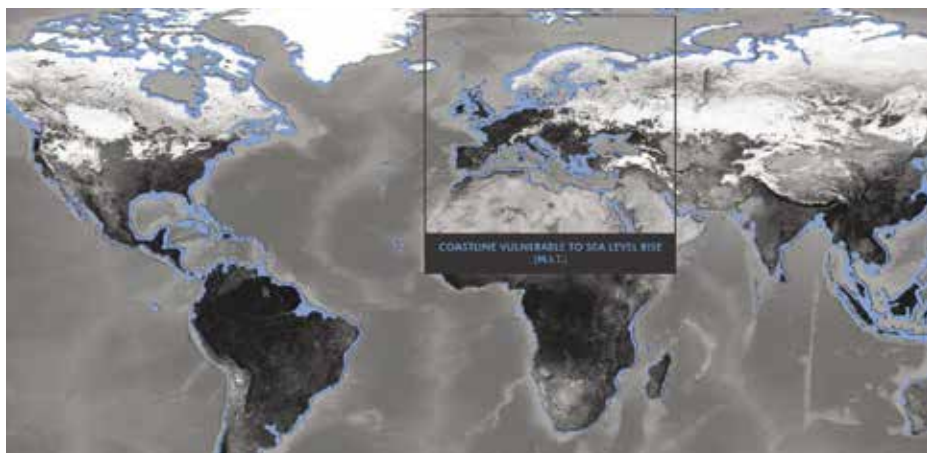 COASTLINE VULNERABLE TO SEA LEVEL RISE
(M.I.T.)